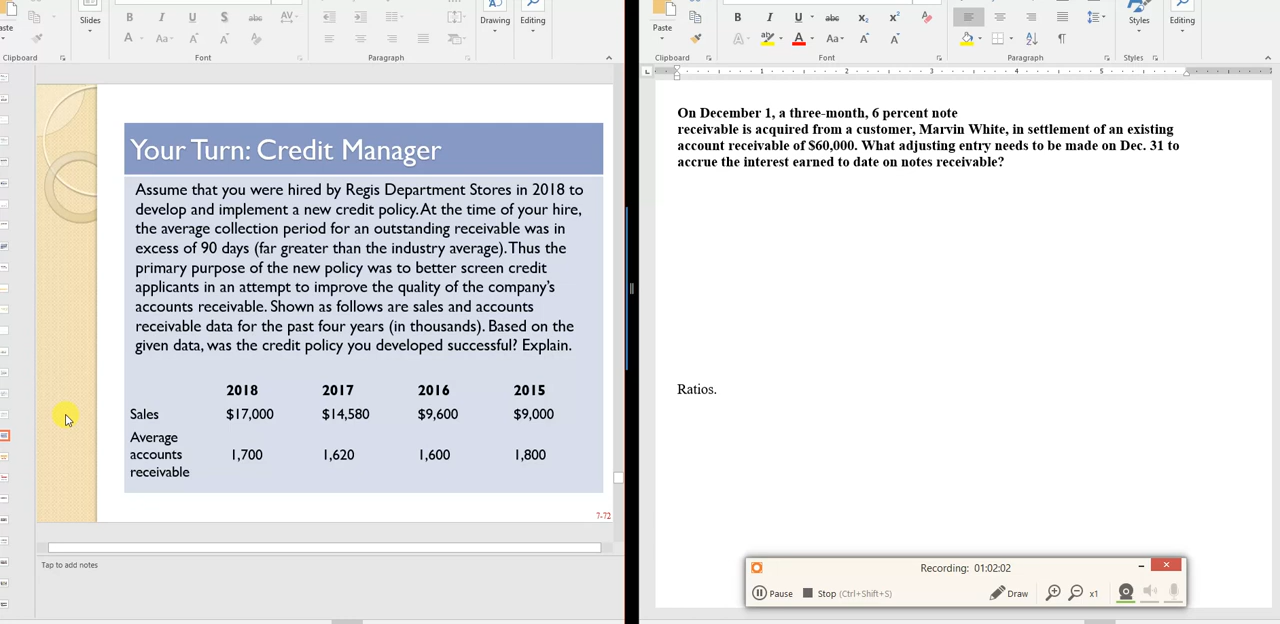 Slides
Drawing
Editing
Clipboard
Font
Paragraph
Your Turn: Credit Manager
Assume that you were hired by Regis Department Stores in 2018 to
develop and implement a new credit policy. At the time of your hire,
the average collection period for an outstanding receivable was in
excess of 90 days (far greater than the industry average). Thus the
primary purpose of the new policy was to better screen credit
applicants in an attempt to improve the quality of the company's
accounts receivable. Shown as follows are sales and accounts
receivable data for the past four years (in thousands). Based on the
given data, was the credit policy you developed successful? Explain.
2018 2017 2016 2015
Sales $17,000 $14,580 $9,600 $9,000
Average
accounts 1,700 1,620 1,600 1,800
receivable
7-72
Tap to add notes
Paste
Styles
Editing
Clipboard
Font
Paragraph
Styles
1 2 3 4 5
On December 1, a three-month, 6 percent note
receivable is acquired from a customer, Marvin White, in settlement of an existing
account receivable of $60,000. What adjusting entry needs to be made on Dec. 31 to
accrue the interest earned to date on notes receivable?
Ratios.
Recording: 01:02:02
Pause Stop (Ctrl+Shift+S) Draw x1